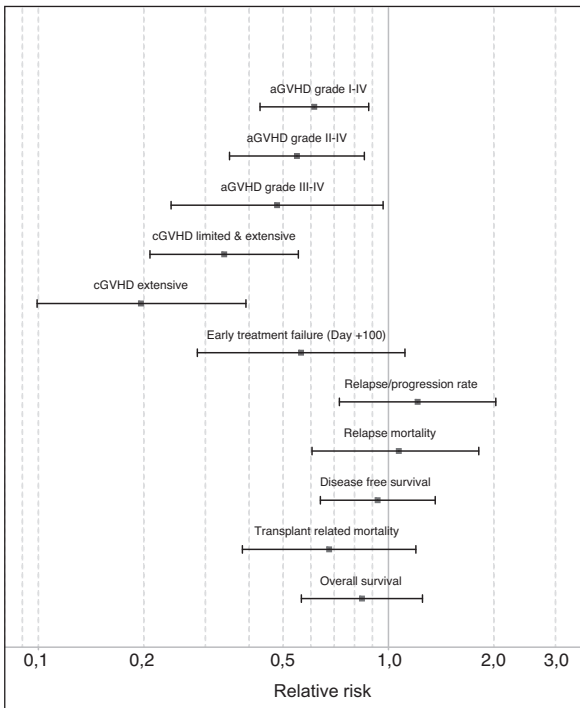 aGVHD grade I-IV
aGVHD grade II-IV
aGVHD grade III-IV
cGVHD limited & extensive
cGVHD extensive
Early treatment failure (Day +100)
Relapse/progression rate
Relapse mortality
Disease free survival
Transplant related mortality
Overall survival
0,1 0,2 0,5 1,0 2,0 3,0
Relative risk